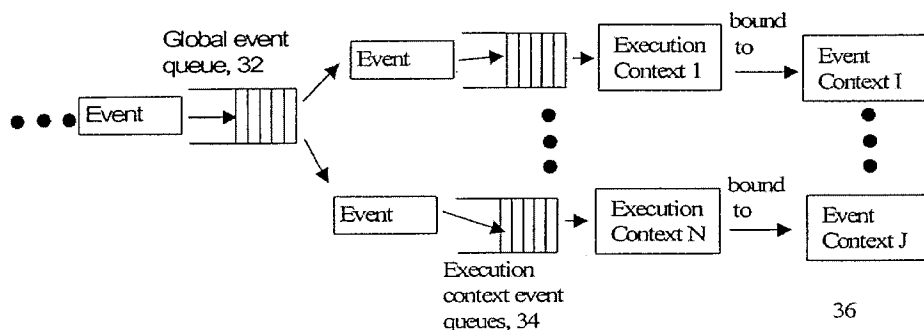 Global event
queue, 32
Event
Event
Execution
Context 1
bound
to
Event
Context I
Event
Execution
Context N
bound
to
Event
Context J
Execution
context event
queues, 34
36